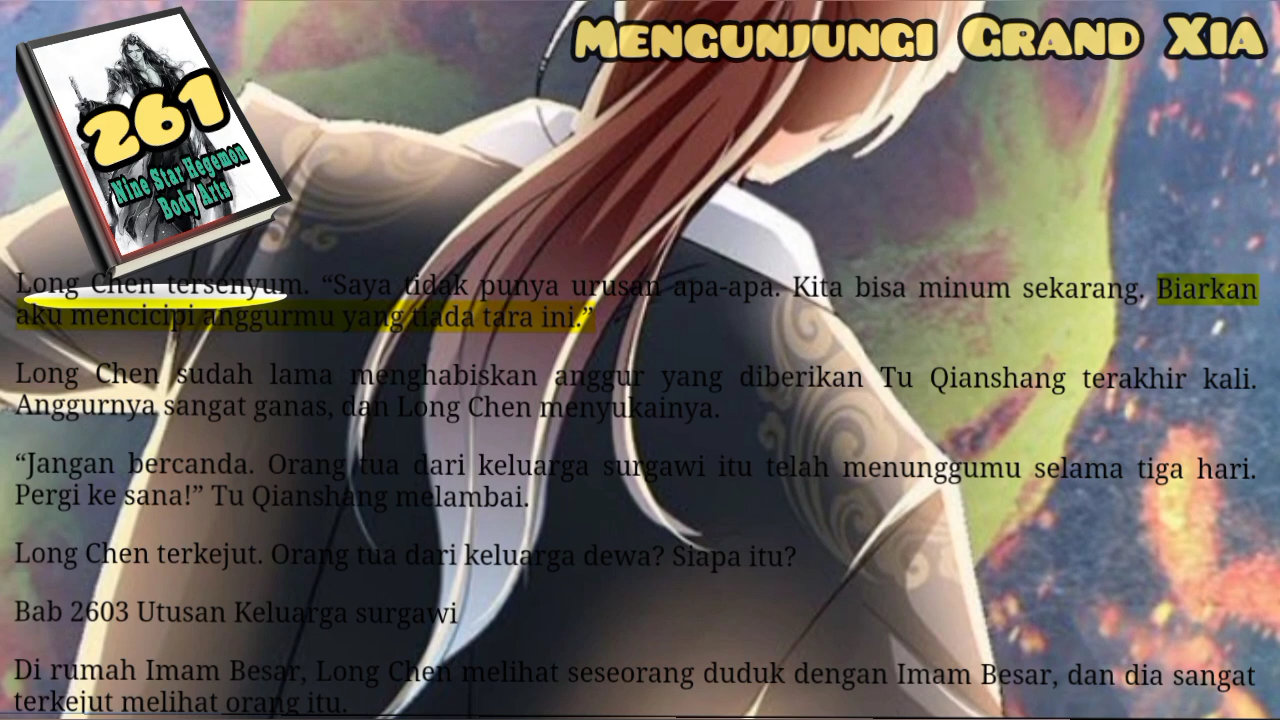 Mengunjungi Grand Xia
261
Nine Star Hegemon
Body Arts
Long Chen tersenyum. “Saya tidak punya urusan apa-apa. Kita bisa minum sekarang. Biarkan
aku mencicipi anggurmu yang tiada tara ini.”
Long Chen sudah lama menghabiskan anggur yang diberikan Tu Qianshang terakhir kali.
Anggurnya sangat ganas, dan Long Chen menyukainya.
“Jangan bercanda. Orang tua dari keluarga surgawi itu telah menunggumu selama tiga hari.
Pergi ke sana!” Tu Qianshang melambai.
Long Chen terkejut. Orang tua dari keluarga dewa? Siapa itu?
Bab 2603 Utusan Keluarga surgawi
Di rumah Imam Besar, Long Chen melihat seseorang duduk dengan Imam Besar, dan dia sangat
terkejut melihat orang itu.